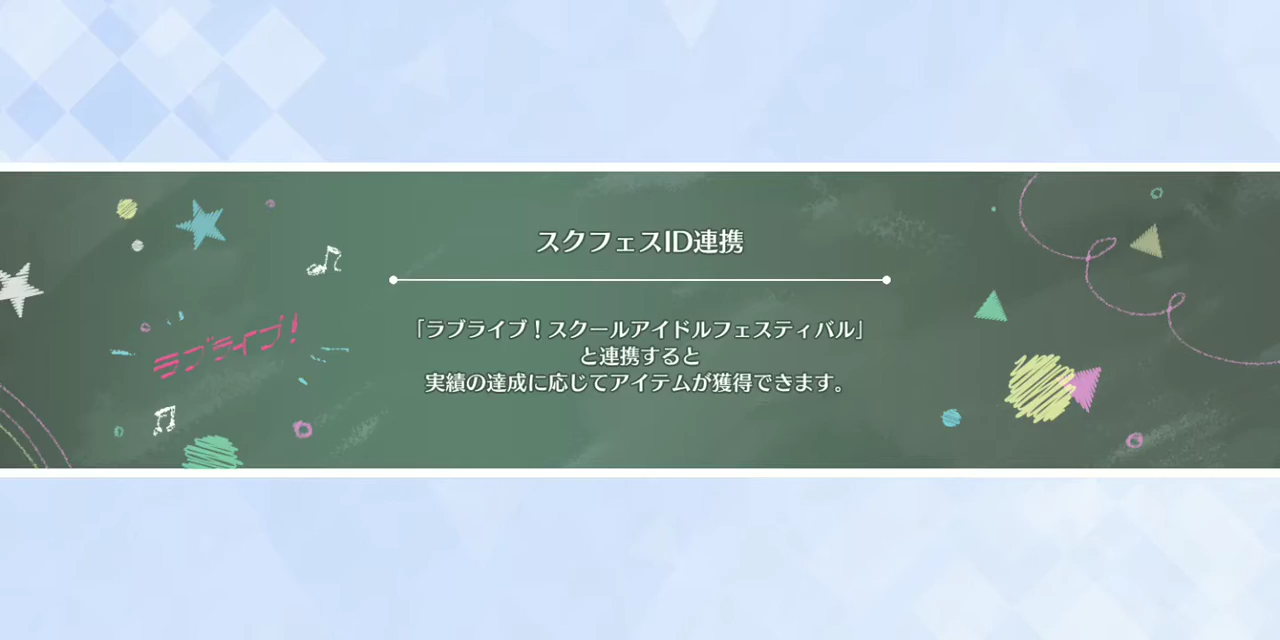 スクフェスID連携
ラブライブ!
「ラブライブ!スクールアイドルフェスティバル」
と連携すると
実績の達成に応じてアイテムが獲得できます。